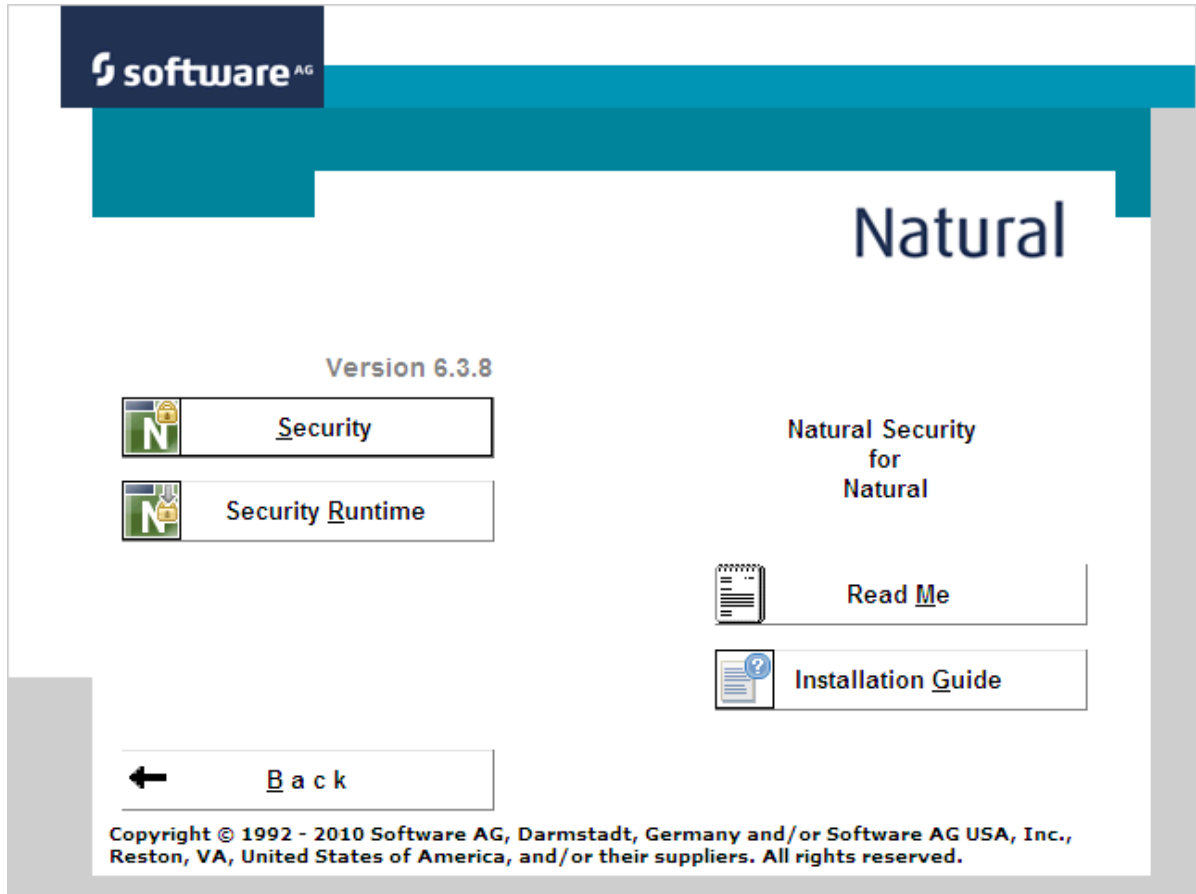 software AG
Natural
Version 6.3.8
Security
Security Runtime
Natural Security
for
Natural
Read Me
Installation Guide
Back
Copyright © 1992 - 2010 Software AG, Darmstadt, Germany and/or Software AG USA, Inc.,
Reston, VA, United States of America, and/or their suppliers. All rights reserved.